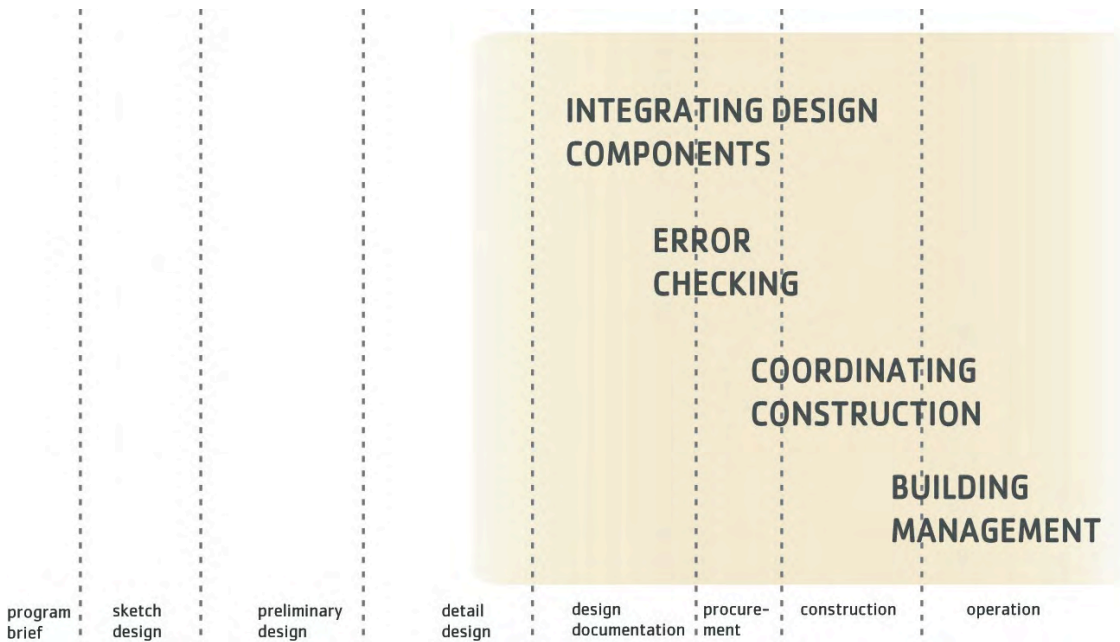 INTEGRATING DESIGN
COMPONENTS
ERROR
CHECKING
COORDINATING
CONSTRUCTION
BUILDING
MANAGEMENT
program
brief
sketch
design
preliminary
design
detail
design
design
documentation
procure-
ment
construction
operation